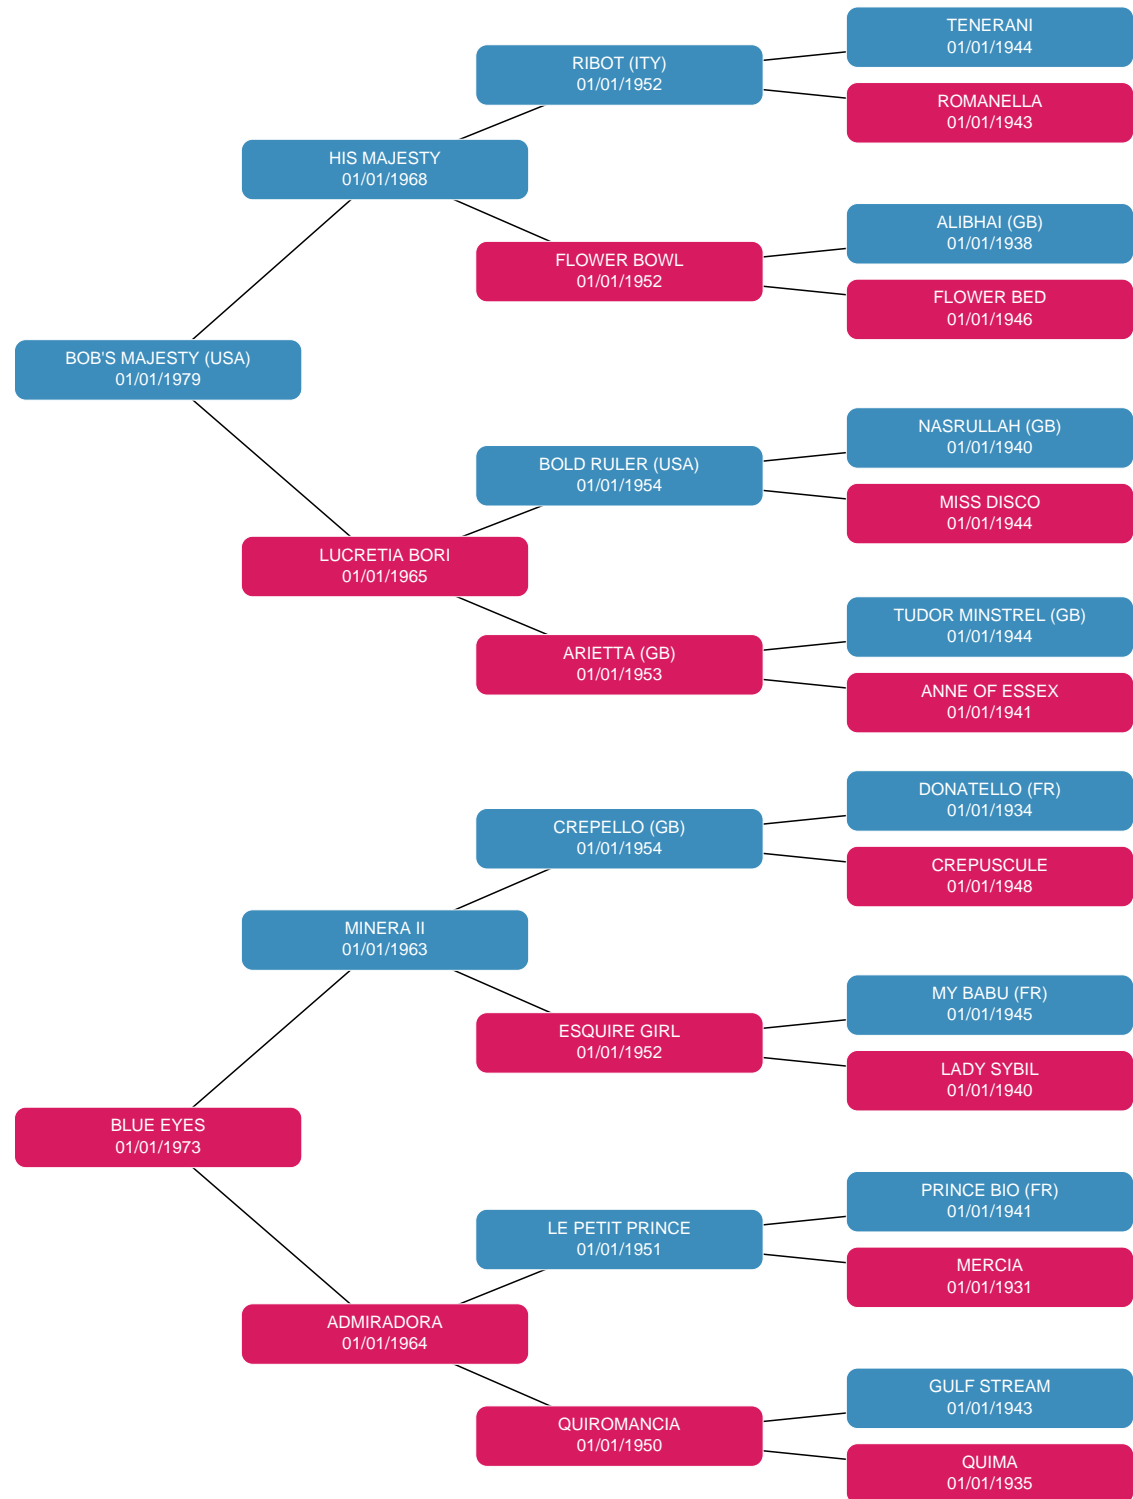 TENERANI
01/01/1944
RIBOT (ITY)
01/01/1952
ROMANELLA
01/01/1943
HIS MAJESTY
01/01/1968
ALIBHAI (GB)
01/01/1938
FLOWER BOWL
01/01/1952
FLOWER BED
01/01/1946
BOB'S MAJESTY (USA)
01/01/1979
NASRULLAH (GB)
01/01/1940
BOLD RULER (USA)
01/01/1954
MISS DISCO
01/01/1944
LUCRETIA BORI
01/01/1965
TUDOR MINSTREL (GB)
01/01/1944
ARIETTA (GB)
01/01/1953
ANNE OF ESSEX
01/01/1941
DONATELLO (FR)
01/01/1934
CREPELLO (GB)
01/01/1954
CREPUSCULE
01/01/1948
MINERA II
01/01/1963
MY BABU (FR)
01/01/1945
ESQUIRE GIRL
01/01/1952
LADY SYBIL
01/01/1940
BLUE EYES
01/01/1973
PRINCE BIO (FR)
01/01/1941
LE PETIT PRINCE
01/01/1951
MERCIA
01/01/1931
ADMIRADORA
01/01/1964
GULF STREAM
01/01/1943
QUIROMANCIA
01/01/1950
QUIMA
01/01/1935